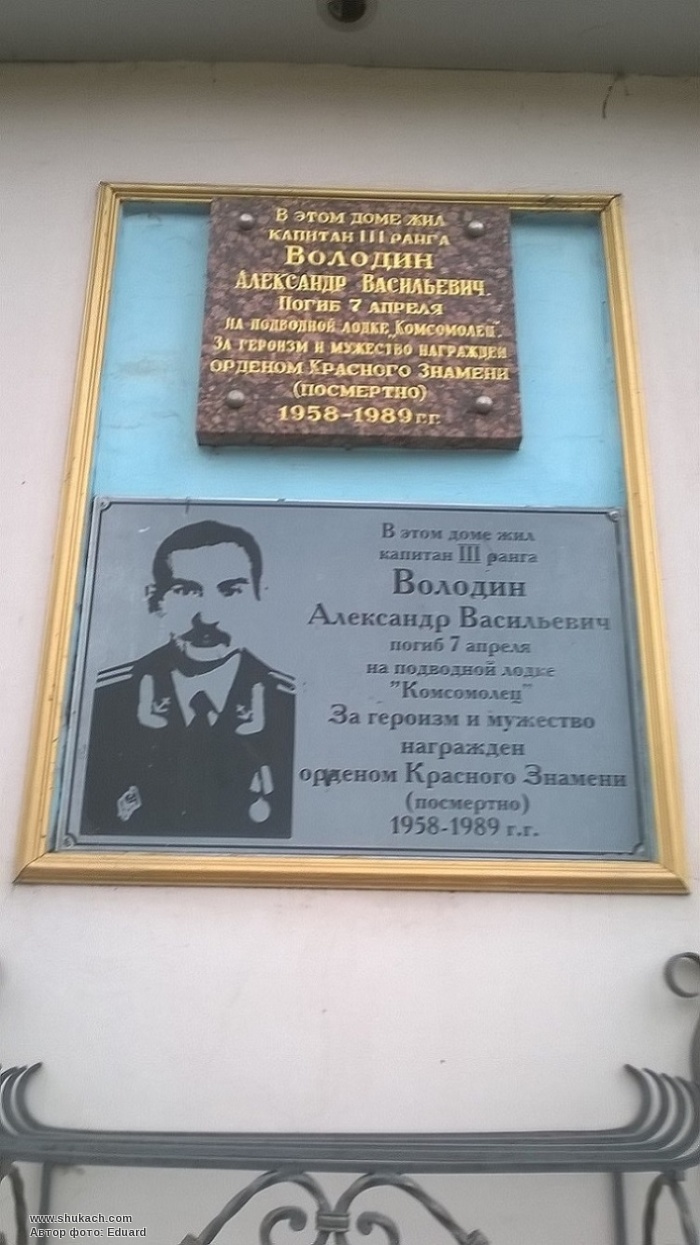 В этом доме жил
капитан III ранга
Володин
Александр Васильевич.
Погиб 7 апреля
на подводной лодке „Комсомолец".
За героизм и мужество награжден
орденом Красного Знамени
(посмертно)
1958-1989 г.г.
В этом доме жил
капитан III ранга
Володин
Александр Васильевич
погиб 7 апреля
на подводной лодке
"Комсомолец"
За героизм и мужество
награжден
орденом Красного Знамени
(посмертно)
1958-1989 г.г.
www.shukach.com
Автор фото: Eduard